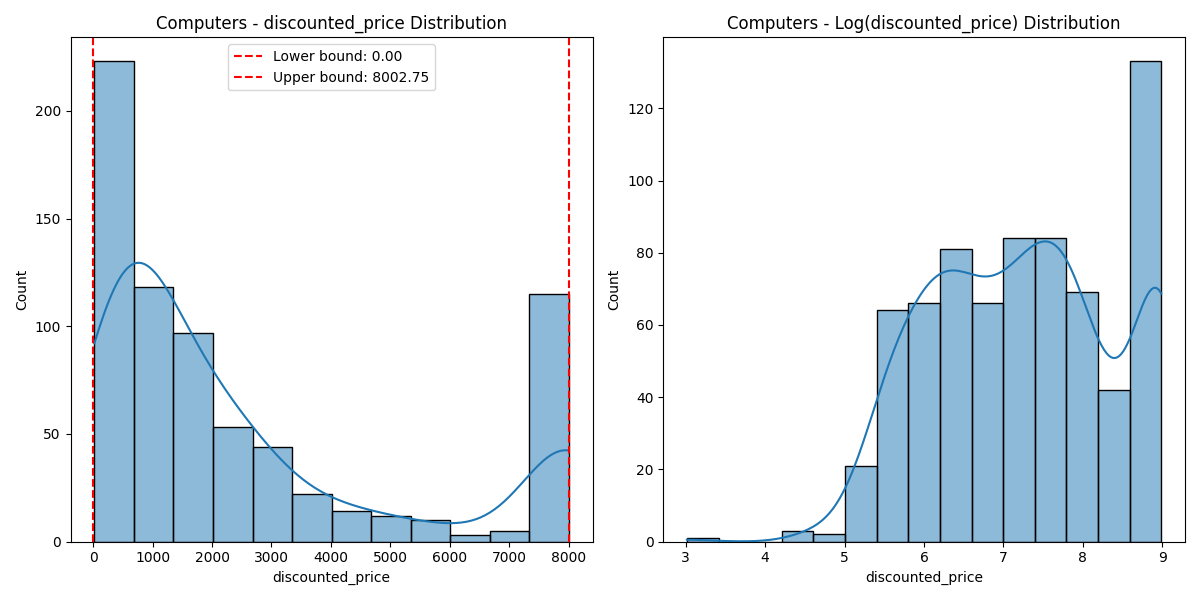 Computers - discounted_price Distribution
Lower bound: 0.00
Upper bound: 8002.75
Count
200
150
100
50
0
0 1000 2000 3000 4000 5000 6000 7000 8000
discounted_price
Computers - Log(discounted_price) Distribution
Count
120
100
80
60
40
20
0
3 4 5 6 7 8 9
discounted_price